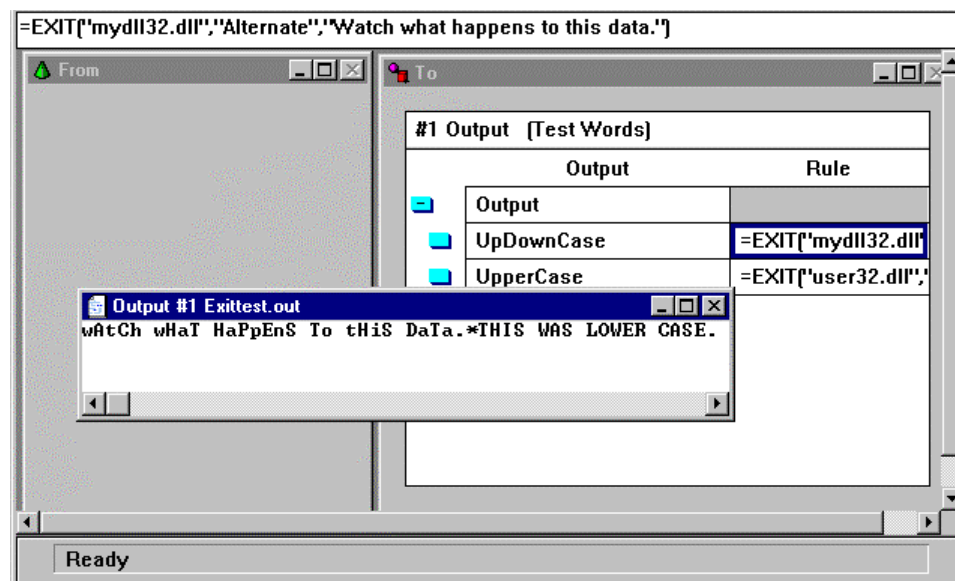 =EXIT("mydll32.dll","Alternate","Watch what happens to this data.")
From
To
#1 Output (Test Words)
Output Rule
Output
UpDownCase =EXIT("mydll32.dll"
UpperCase =EXIT("user32.dll","
Output #1 Exittest.out
wAtCh wHaT HaPpEnS To tHiS DaTa.*THIS WAS LOWER CASE.
Ready